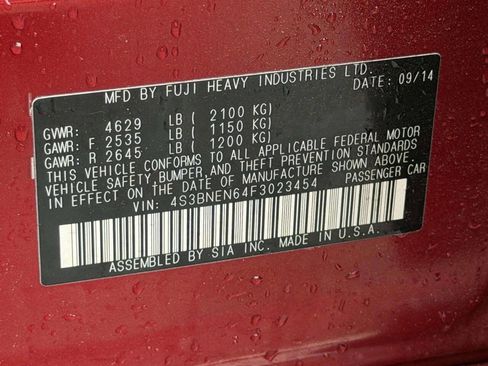 MFD BY FUJI HEAVY INDUSTRIES LTD.
DATE: 09/14
GVWR: 4629 LB ( 2100 KG)
GAWR: F. 2535 LB ( 1150 KG)
GAWR: R 2645 LB ( 1200 KG)
THIS VEHICLE CONFORMS TO ALL APPLICABLE FEDERAL MOTOR
VEHICLE SAFETY, BUMPER, AND THEFT PREVENTION STANDARDS
IN EFFECT ON THE DATE OF MANUFACTURE SHOWN ABOVE.
VIN: 4S3BNEN64F3023454 PASSENGER CAR
ASSEMBLED BY SIA INC. MADE IN U.S.A.